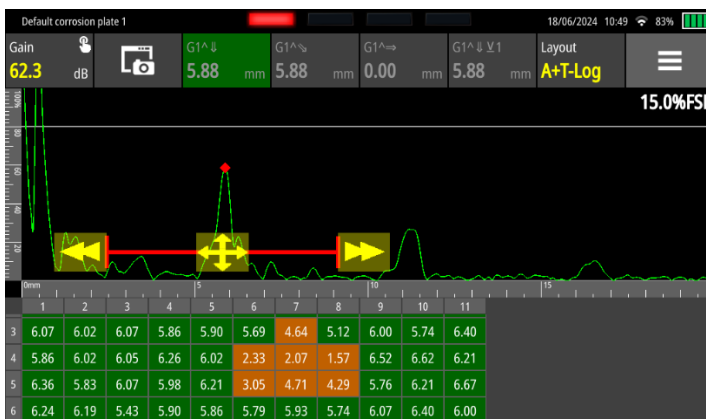 Default corrosion plate 1 18/06/2024 10:49 83%
Gain G1^⇓ G1^⇘ G1^⇒ G1^⇓⊻1 Layout
62.3 dB 5.88 mm 5.88 mm 0.00 mm 5.88 mm A+T-Log
100% 15.0%FSH
80
60
40
20
0mm 5 10 15
1 2 3 4 5 6 7 8 9 10 11
3 6.07 6.02 6.07 5.86 5.90 5.69 4.64 5.12 6.00 5.74 6.40
4 5.86 6.02 6.05 6.26 6.02 2.33 2.07 1.57 6.52 6.62 6.21
5 6.36 5.83 6.07 5.98 6.21 3.05 4.71 4.29 5.76 6.21 6.67
6 6.24 6.19 5.43 5.90 5.86 5.79 5.93 5.74 6.07 6.40 6.00